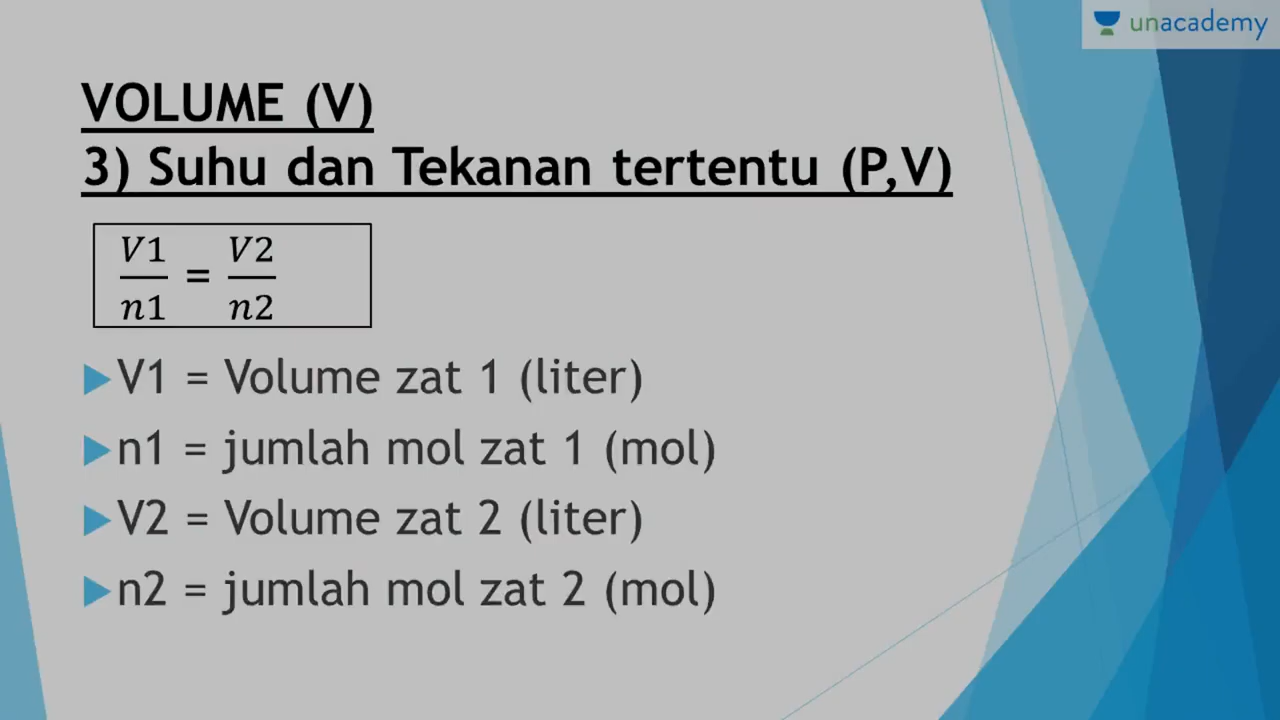 unacademy
VOLUME (V)
3) Suhu dan Tekanan tertentu (P,V)
V1/n1 = V2/n2
V1 = Volume zat 1 (liter)
n1 = jumlah mol zat 1 (mol)
V2 = Volume zat 2 (liter)
n2 = jumlah mol zat 2 (mol)